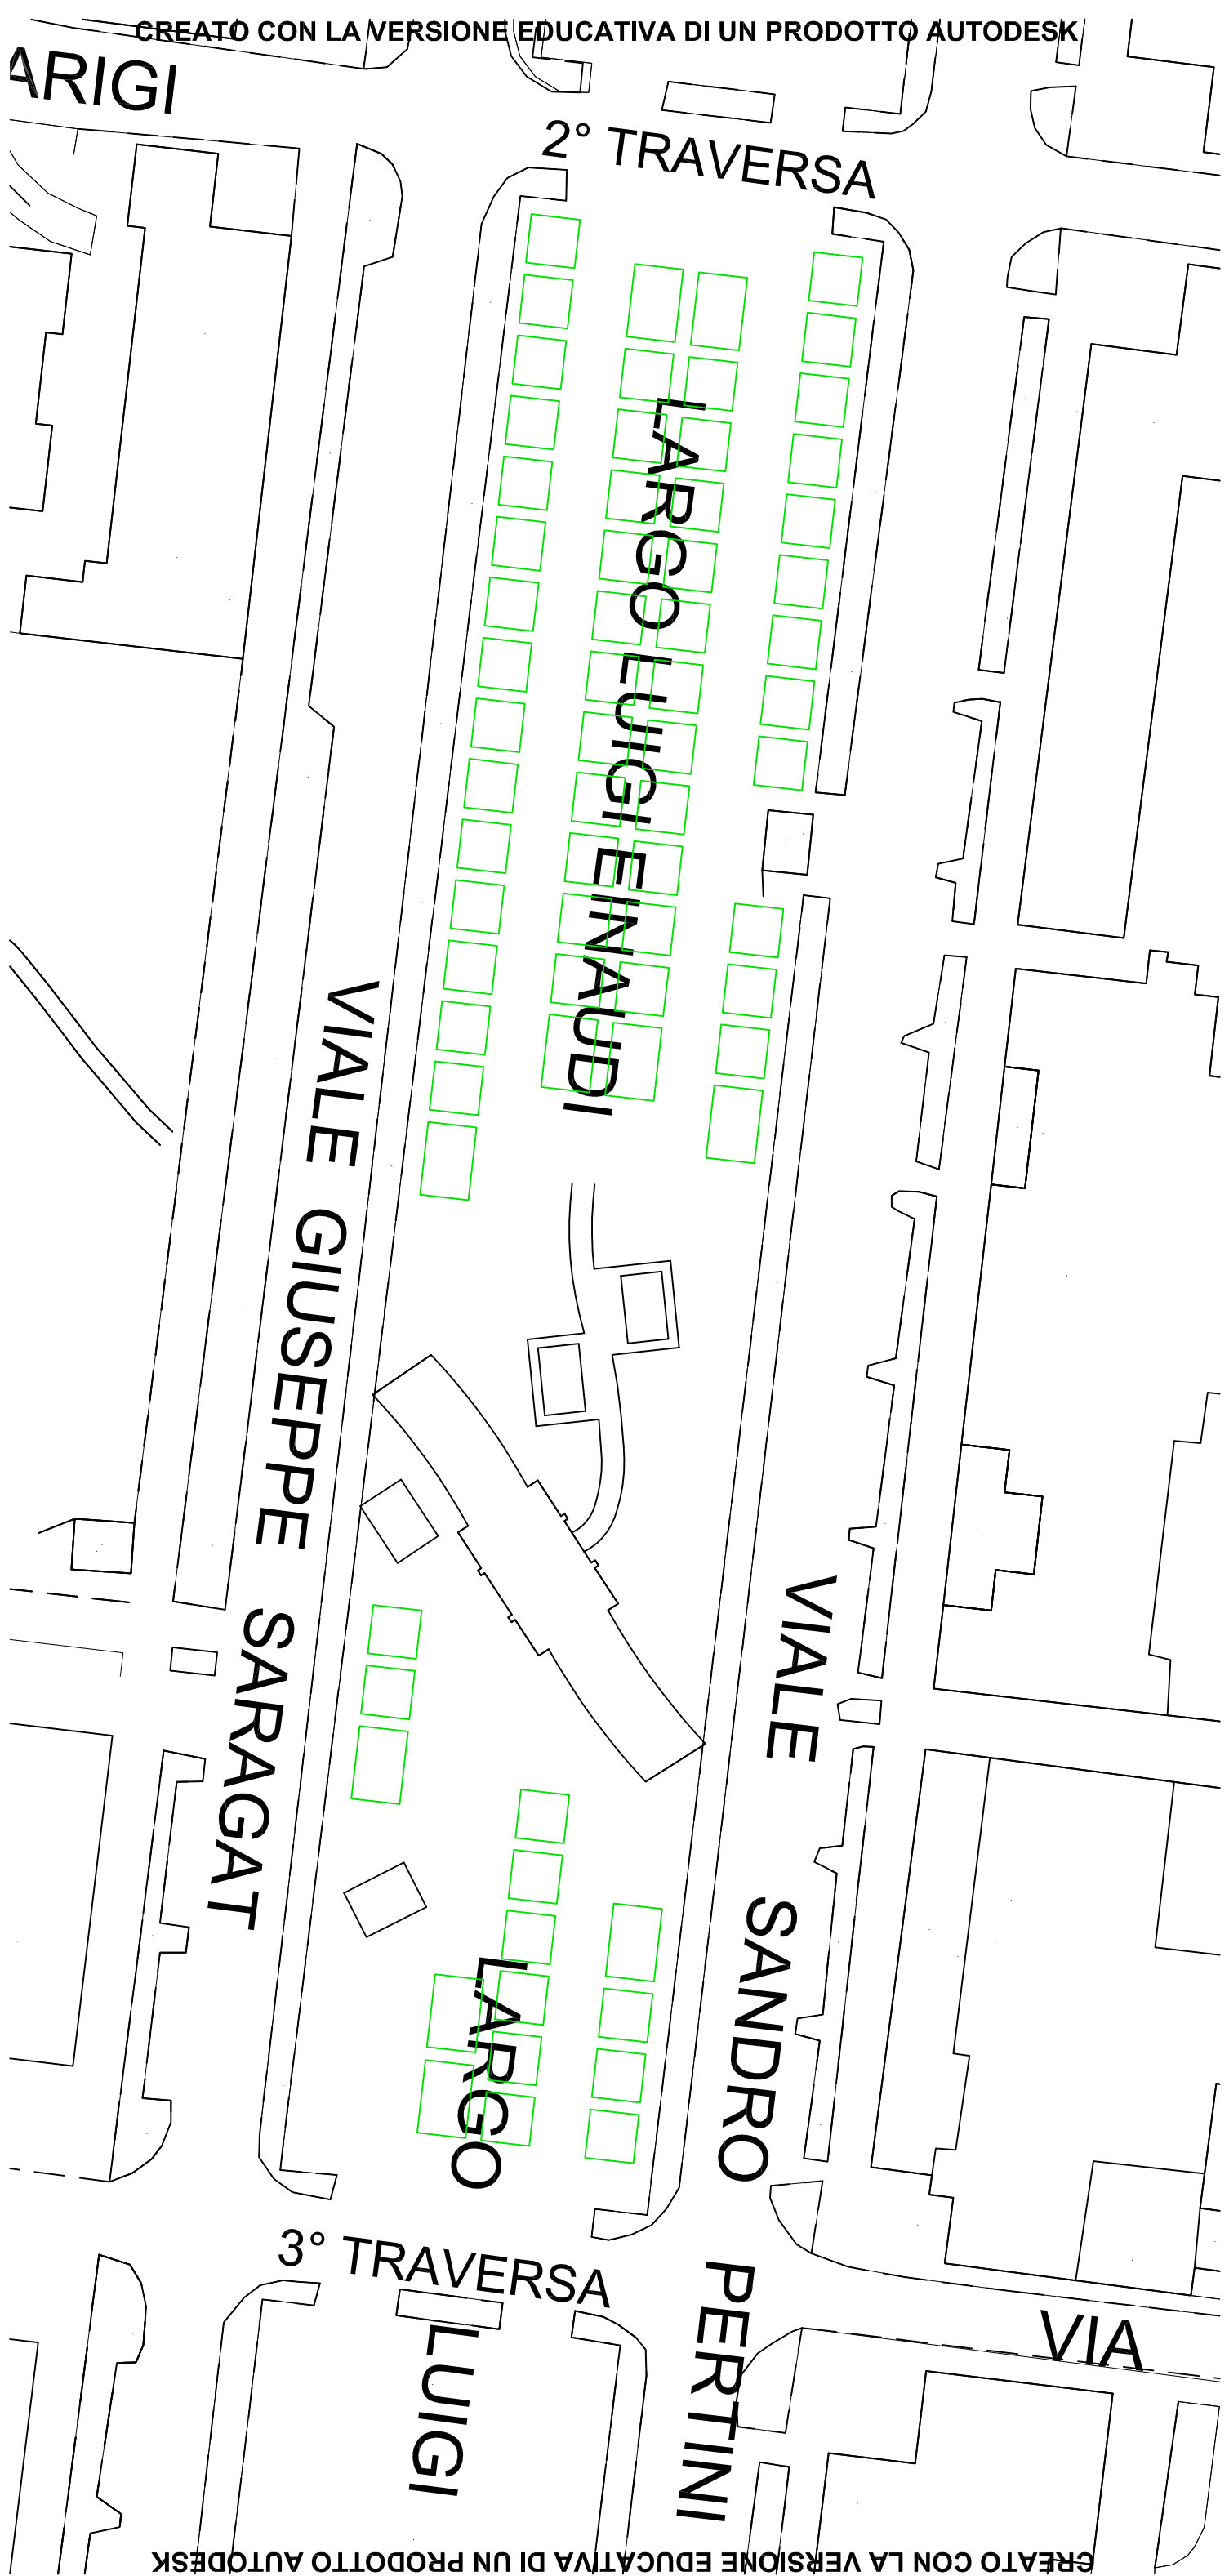 CREATO CON LA VERSIONE EDUCATIVA DI UN PRODOTTO AUTODESK
ARIGI
2° TRAVERSA
LARGO LUIGI EINAUDI
VIALE GIUSEPPE SARAGAT
VIALE SANDRO PERTINI
LARGO LUIGI
3° TRAVERSA
VIA
CREATO CON LA VERSIONE EDUCATIVA DI UN PRODOTTO AUTODESK